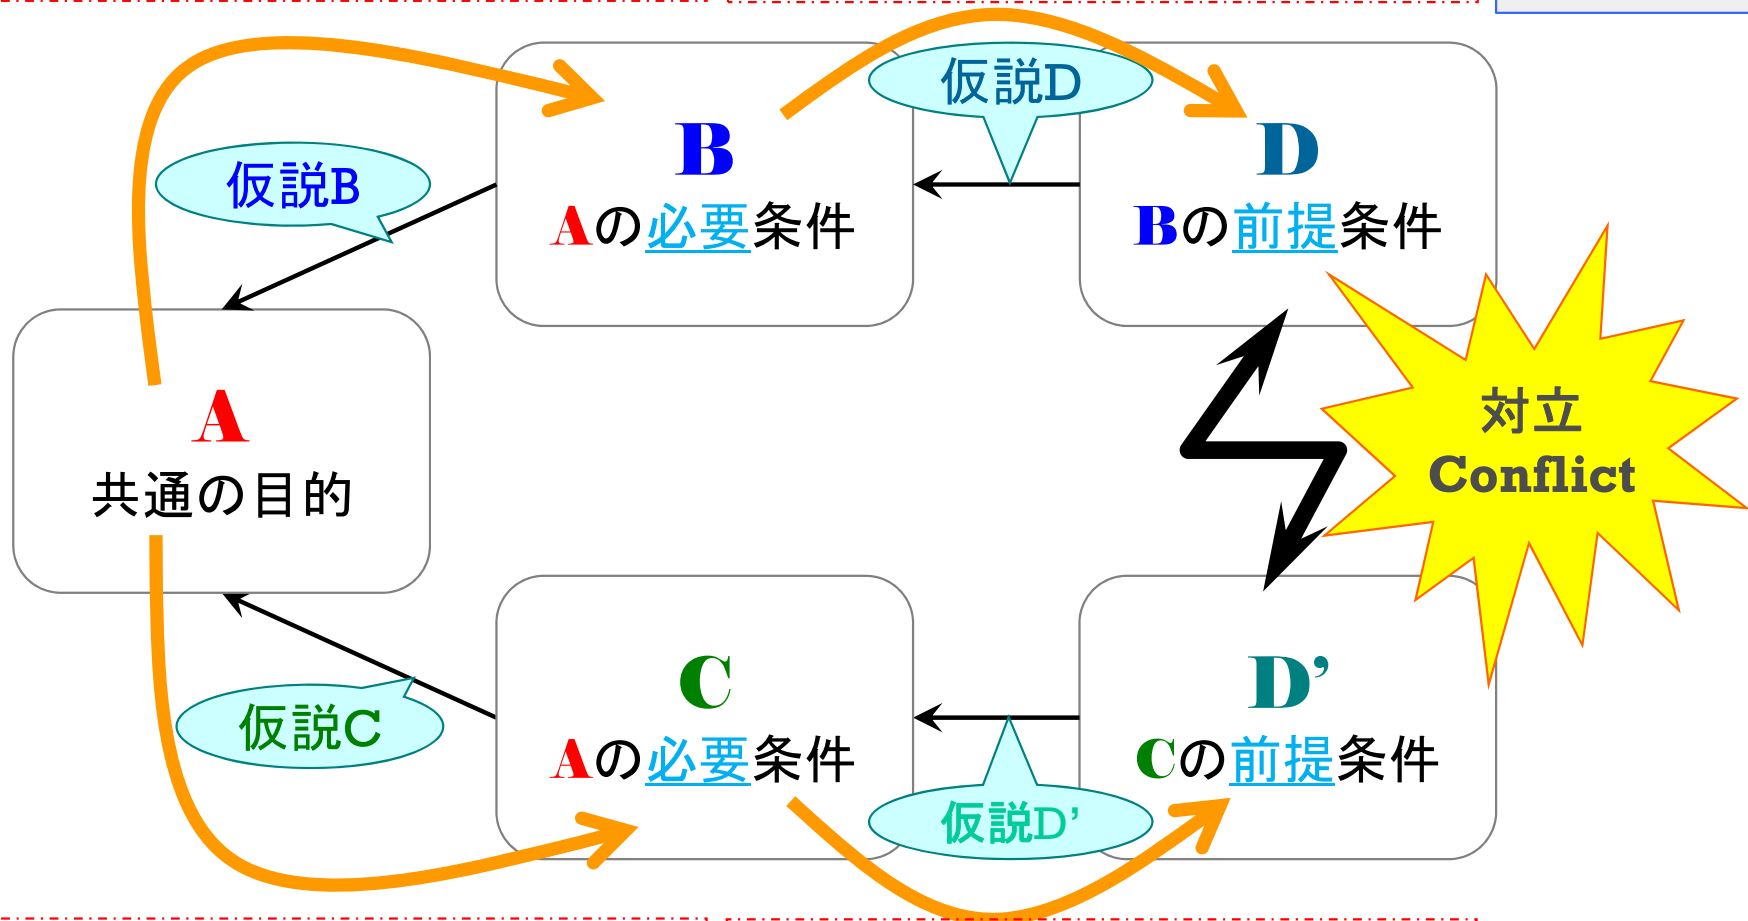 仮説D
B
Aの必要条件
D
Bの前提条件
仮説B
A
共通の目的
対立
Conflict
C
Aの必要条件
D’
Cの前提条件
仮説C
仮説D’